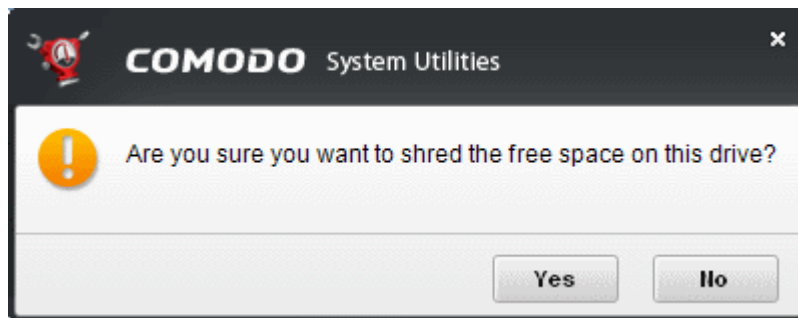 COMODO System Utilities
Are you sure you want to shred the free space on this drive?
Yes No